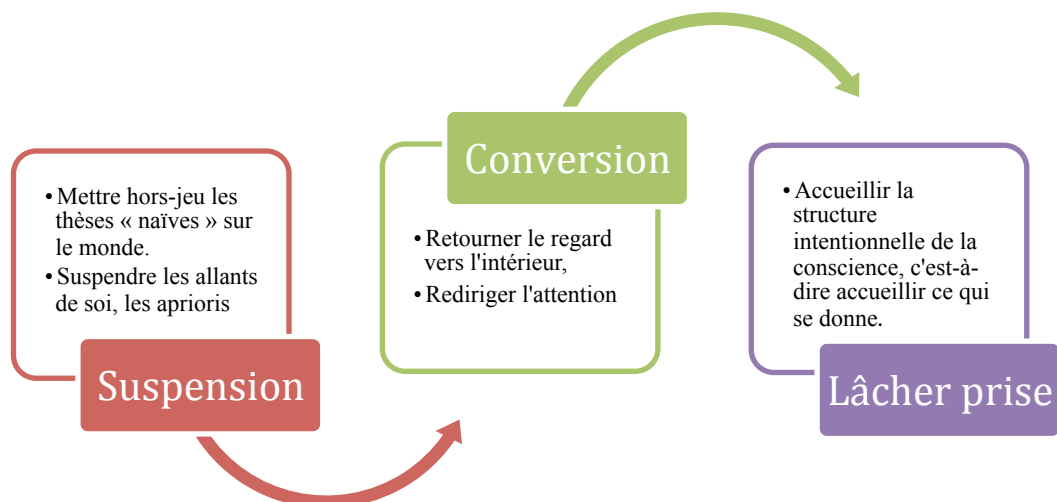 • Mettre hors-jeu les
thèses « naïves » sur
le monde.
• Suspendre les allants
de soi, les aprioris
Suspension
Conversion
• Retourner le regard
vers l'intérieur,
• Rediriger l'attention
• Accueillir la
structure
intentionnelle de la
conscience, c'est-à-
dire accueillir ce qui
se donne.
Lâcher prise